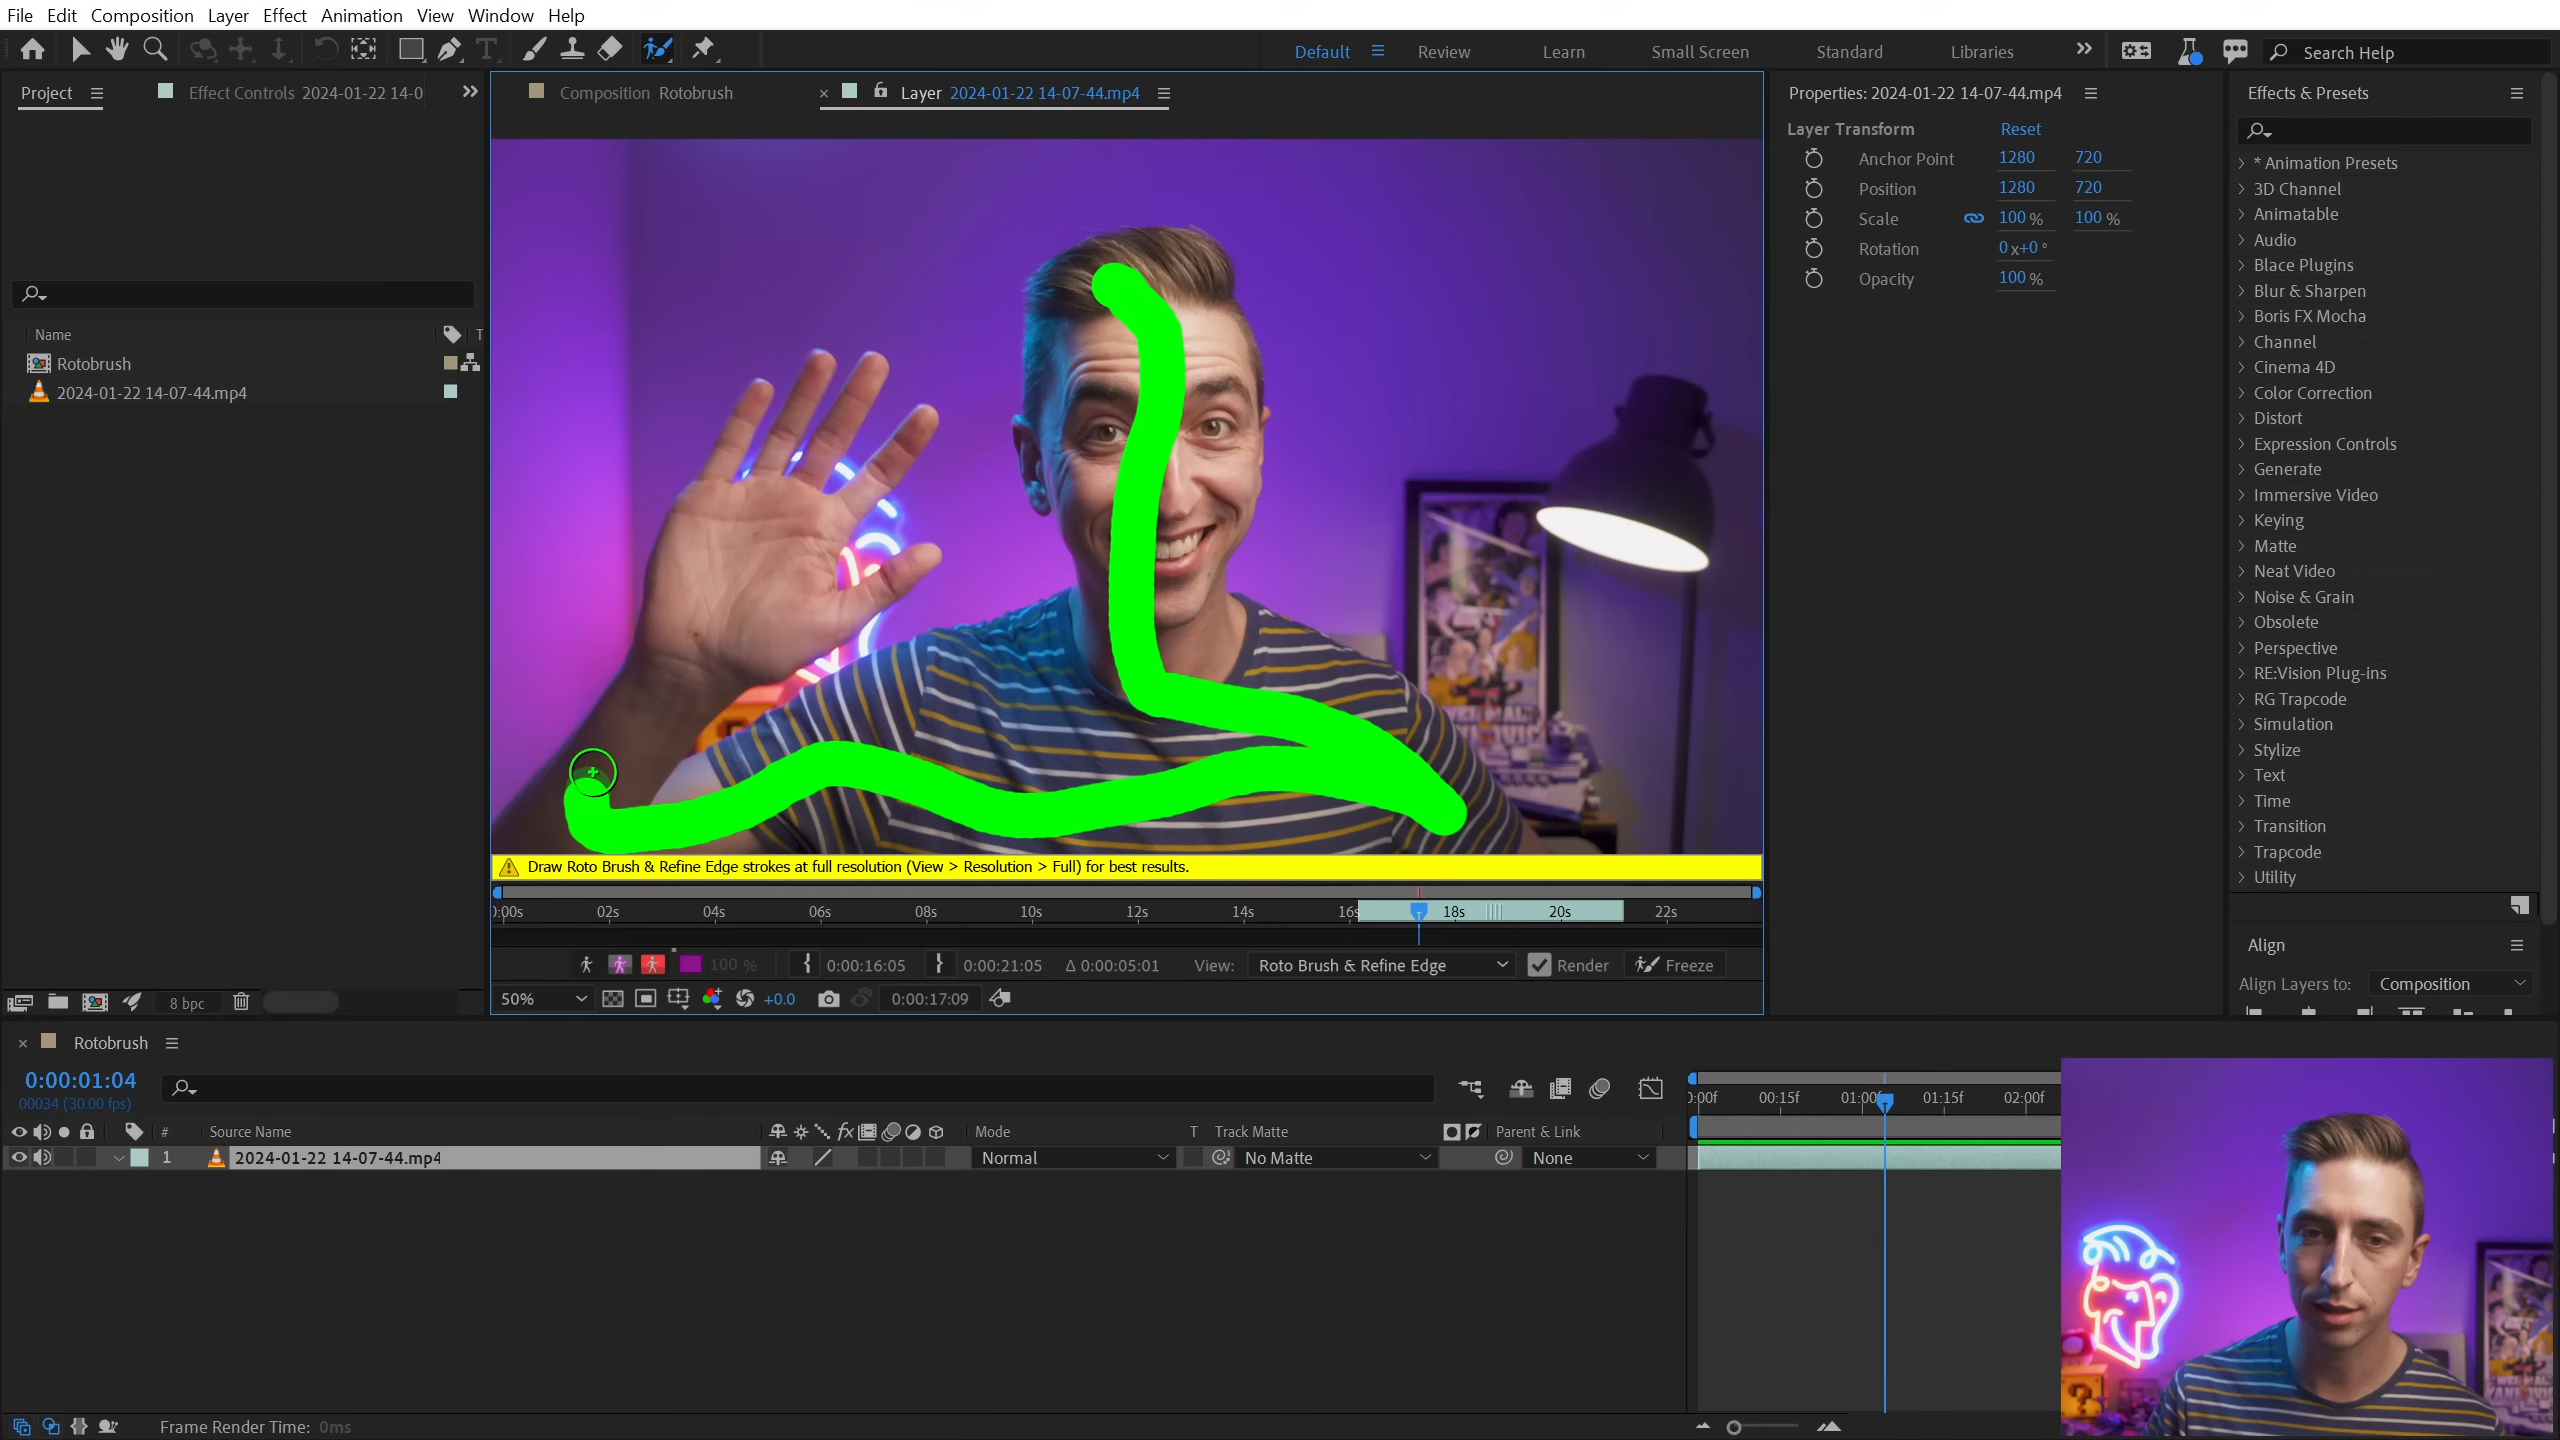 File Edit Composition Layer Effect Animation View Window Help
Default Review Learn Small Screen Standard Libraries Search Help
Project Effect Controls 2024-01-22 14-0
Name T
Rotobrush
2024-01-22 14-07-44.mp4
8 bpc
Composition Rotobrush × Layer 2024-01-22 14-07-44.mp4
Draw Roto Brush & Refine Edge strokes at full resolution (View > Resolution > Full) for best results.
):00s 02s 04s 06s 08s 10s 12s 14s 16s 18s 20s 22s
100 % 0:00:16:05 0:00:21:05 Δ 0:00:05:01 View: Roto Brush & Refine Edge Render Freeze
50% +0.0 0:00:17:09
Properties: 2024-01-22 14-07-44.mp4
Layer Transform Reset
Anchor Point 1280 720
Position 1280 720
Scale 100 % 100 %
Rotation 0 x+0 °
Opacity 100 %
Effects & Presets
* Animation Presets
3D Channel
Animatable
Audio
Blace Plugins
Blur & Sharpen
Boris FX Mocha
Channel
Cinema 4D
Color Correction
Distort
Expression Controls
Generate
Immersive Video
Keying
Matte
Neat Video
Noise & Grain
Obsolete
Perspective
RE:Vision Plug-ins
RG Trapcode
Simulation
Stylize
Text
Time
Transition
Trapcode
Utility
Align
Align Layers to: Composition
× Rotobrush
0:00:01:04
00034 (30.00 fps)
):00f 00:15f 01:00f 01:15f 02:00f
# Source Name fx Mode T Track Matte Parent & Link
1 2024-01-22 14-07-44.mp4 Normal No Matte None
Frame Render Time: 0ms